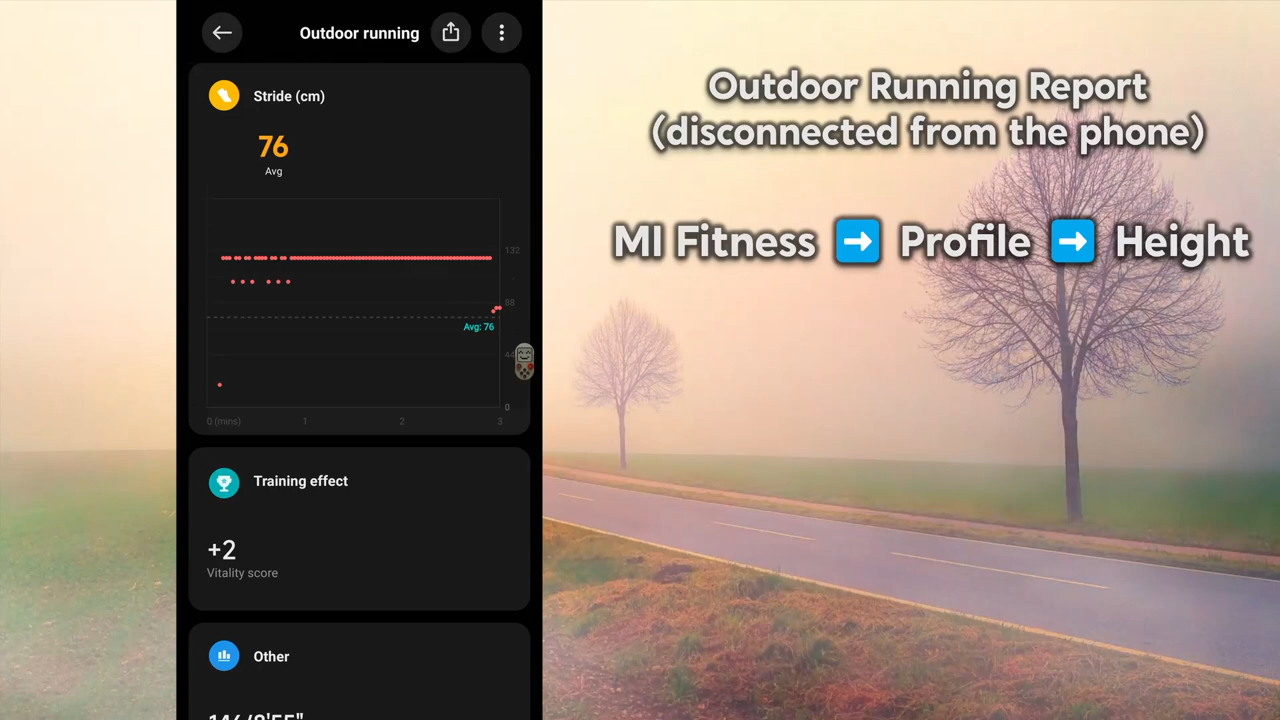 Outdoor running
Stride (cm)
76
Avg
132
88
Avg: 76
44
0
0 (mins) 1 2 3
Training effect
+2
Vitality score
Other
Outdoor Running Report
(disconnected from the phone)
MI Fitness ➡ Profile ➡ Height